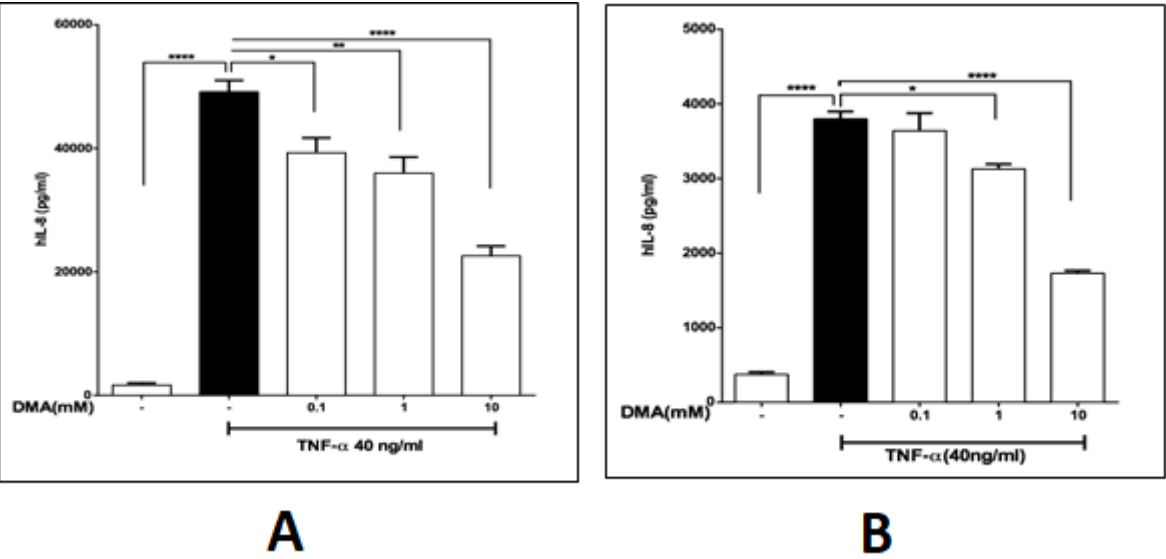 60000
40000
20000
0
hIL-8 (pg/ml)
****
**
**** *
DMA(mM) - - 0.1 1 10
TNF-α 40 ng/ml
A
5000
4000
3000
2000
1000
0
hIL-8 (pg/ml)
****
**** *
DMA(mM) - - 0.1 1 10
TNF-α(40ng/ml)
B